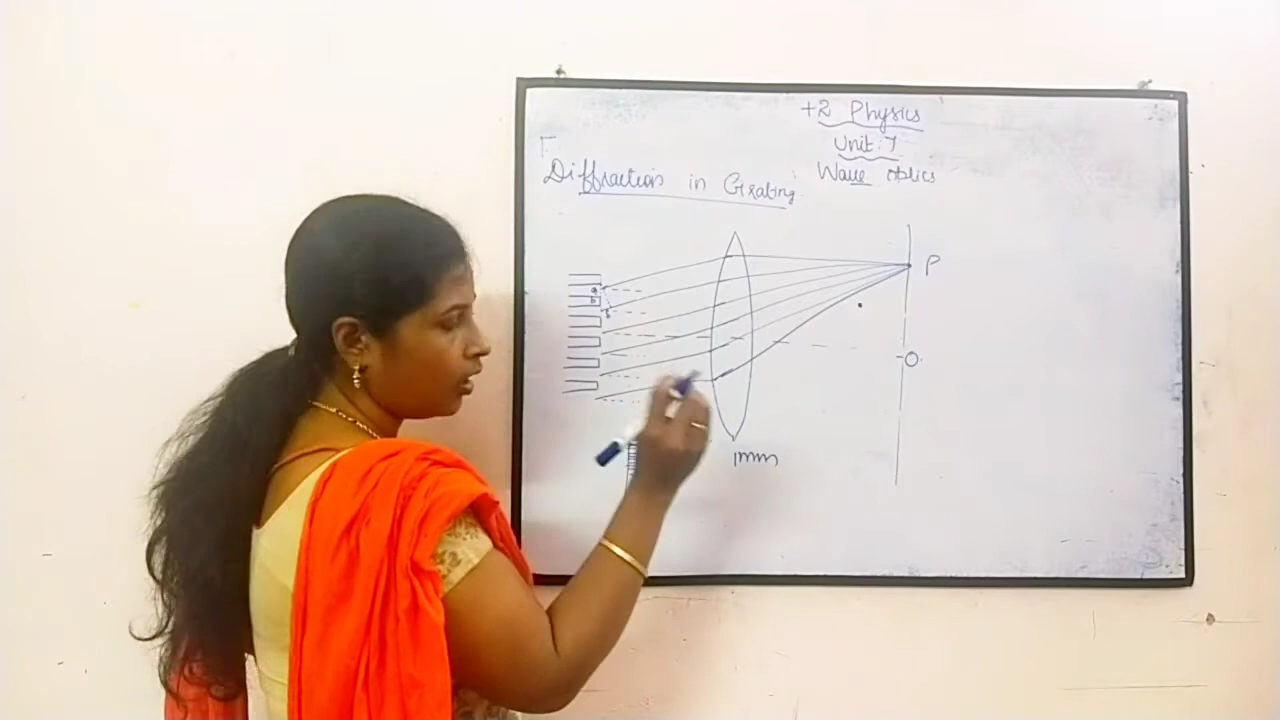 +2 Physics
Unit: 7
Wave optics
Diffraction in Grating
P
a
b
O
1mm